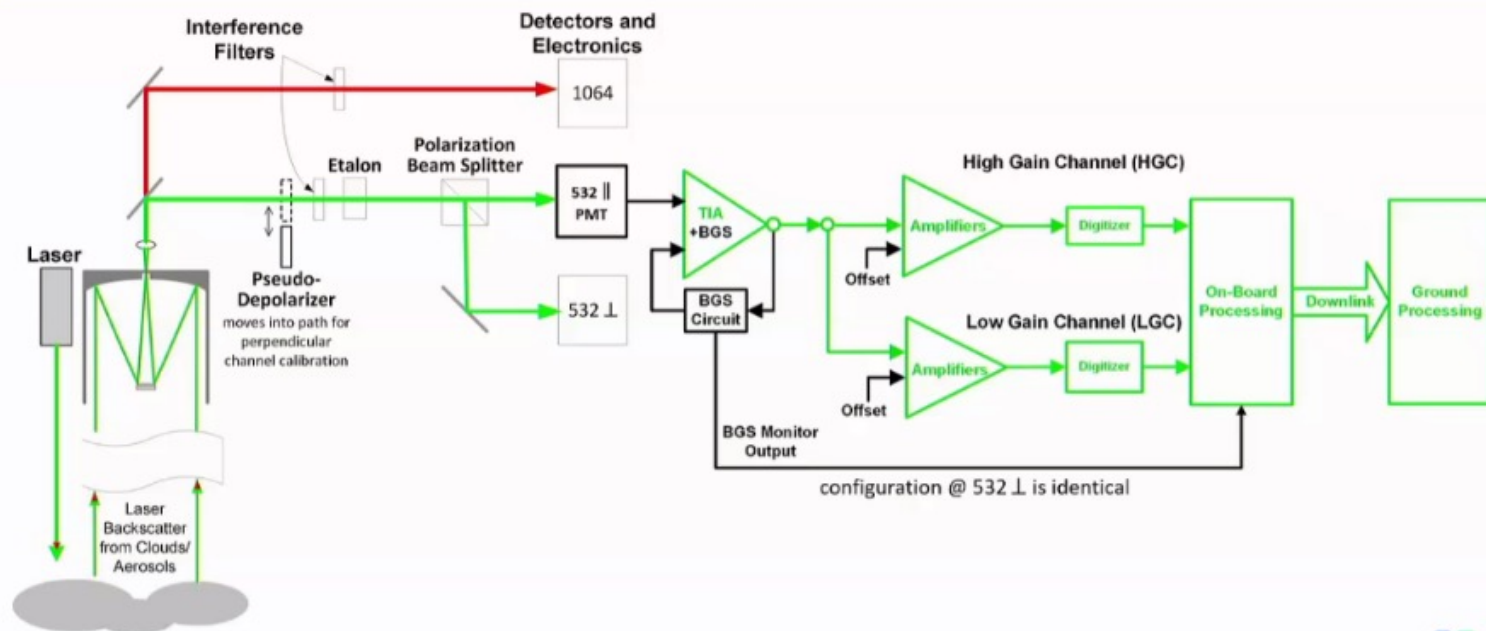 Interference
Filters
Detectors and
Electronics
1064
Etalon
Polarization
Beam Splitter
532 ||
PMT
TIA
+BGS
High Gain Channel (HGC)
Amplifiers
Digitizer
Offset
Laser
Pseudo-
Depolarizer
moves into path for
perpendicular
channel calibration
532 ⊥
BGS
Circuit
Low Gain Channel (LGC)
Amplifiers
Digitizer
Offset
On-Board
Processing
Downlink
Ground
Processing
BGS Monitor
Output
configuration @ 532 ⊥ is identical
Laser
Backscatter
from Clouds/
Aerosols